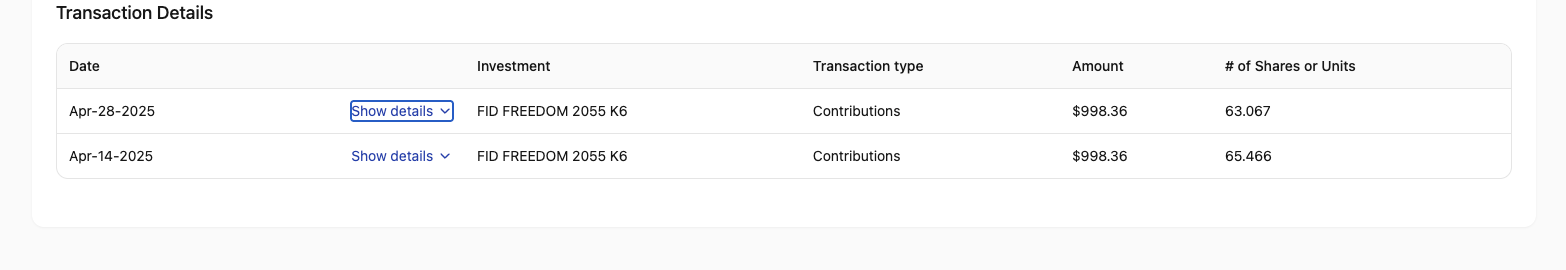 Transaction Details
Date Investment Transaction type Amount # of Shares or Units
Apr-28-2025 Show details FID FREEDOM 2055 K6 Contributions $998.36 63.067
Apr-14-2025 Show details FID FREEDOM 2055 K6 Contributions $998.36 65.466